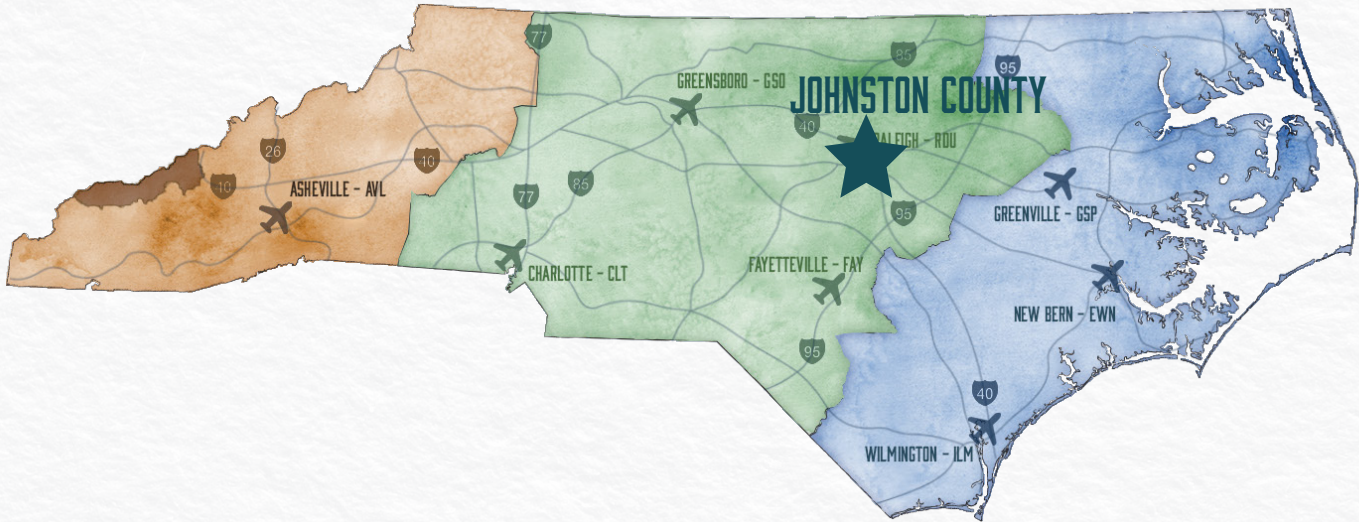 77
85
95
GREENSBORO - GSO
JOHNSTON COUNTY
40
RALEIGH - RDU
26
40
40
ASHEVILLE - AVL
77
85
95
GREENVILLE - GSP
CHARLOTTE - CLT
FAYETTEVILLE - FAY
NEW BERN - EWN
95
40
WILMINGTON - ILM